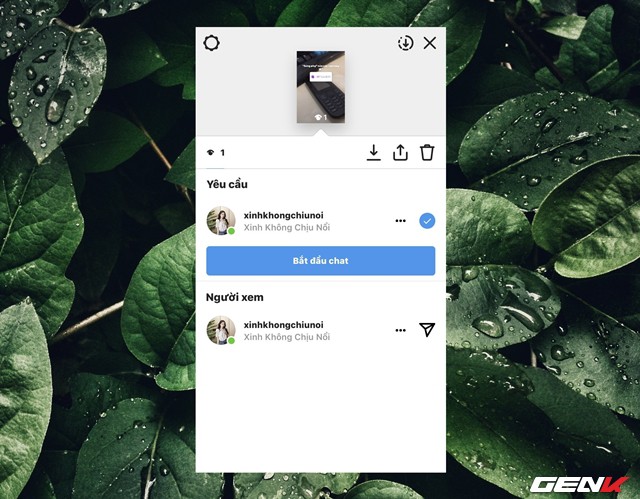 1
1
Yêu cầu
xinhkhongchiunoi
Xinh Không Chịu Nổi
Bắt đầu chat
Người xem
xinhkhongchiunoi
Xinh Không Chịu Nổi
GENK